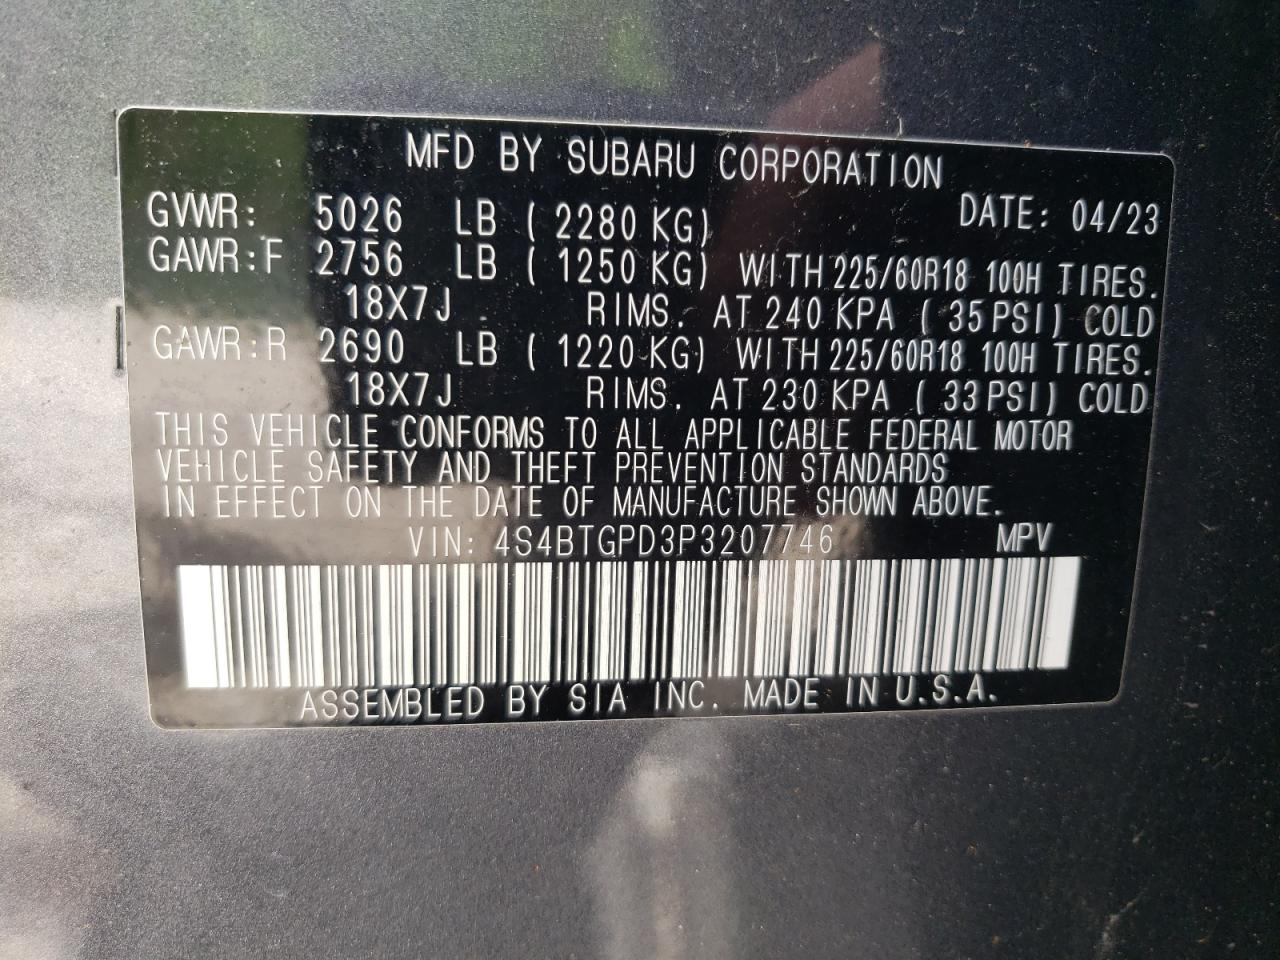 MFD BY SUBARU CORPORATION
GVWR: 5026 LB ( 2280 KG) DATE: 04/23
GAWR:F 2756 LB ( 1250 KG) WITH 225/60R18 100H TIRES.
18X7J RIMS. AT 240 KPA ( 35 PSI) COLD
GAWR:R 2690 LB ( 1220 KG) WITH 225/60R18 100H TIRES.
18X7J RIMS. AT 230 KPA ( 33 PSI) COLD
THIS VEHICLE CONFORMS TO ALL APPLICABLE FEDERAL MOTOR
VEHICLE SAFETY AND THEFT PREVENTION STANDARDS
IN EFFECT ON THE DATE OF MANUFACTURE SHOWN ABOVE.
VIN: 4S4BTGPD3P3207746 MPV
ASSEMBLED BY SIA INC. MADE IN U.S.A.